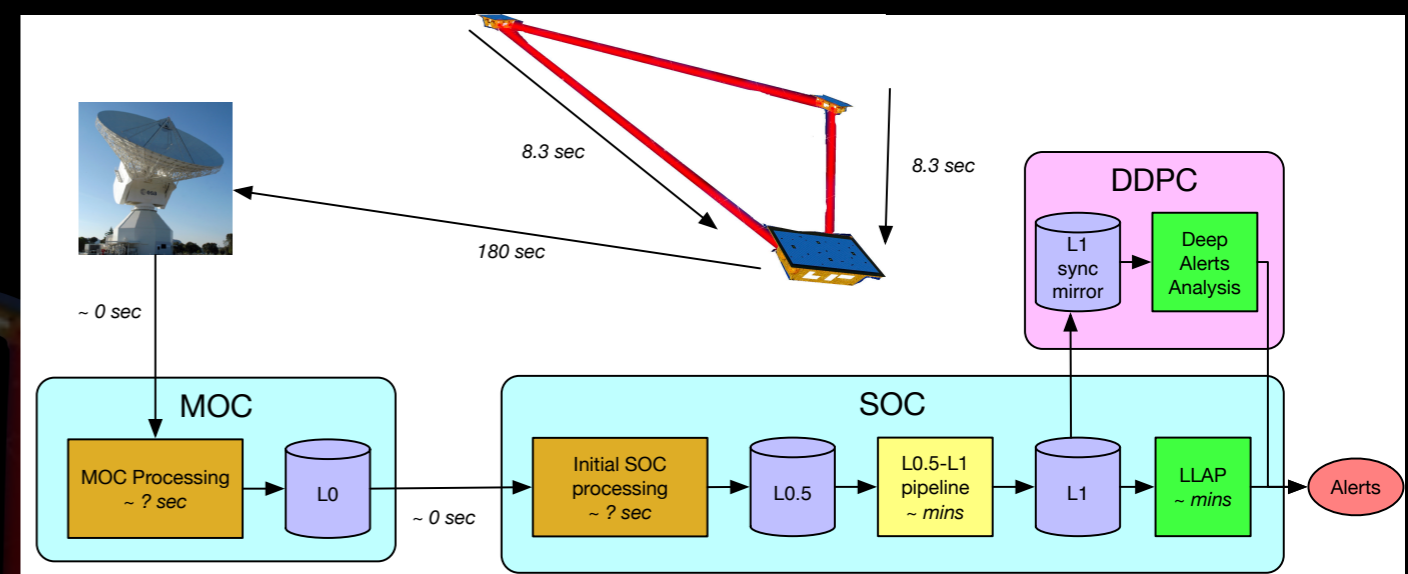 8.3 sec
8.3 sec
180 sec
~ 0 sec
DDPC
L1
sync
mirror
Deep
Alerts
Analysis
MOC
MOC Processing
~ ? sec
L0
~ 0 sec
SOC
Initial SOC
processing
~ ? sec
L0.5
L0.5-L1
pipeline
~ mins
L1
LLAP
~ mins
Alerts